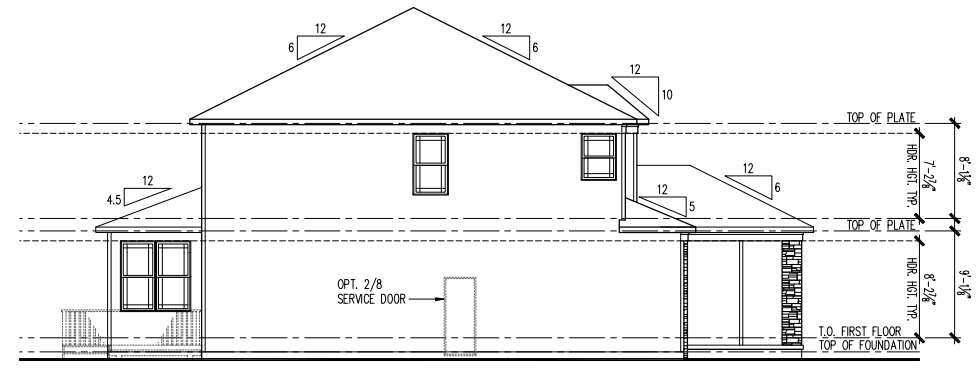 12
12
6
6
12
10
TOP OF PLATE
HDR. HGT. TYP.
7'-2⅞"
8'-1⅛"
12
4.5
12
5
12
6
TOP OF PLATE
HDR. HGT. TYP.
8'-2⅞"
9'-1⅛"
OPT. 2/8
SERVICE DOOR
T.O. FIRST FLOOR
TOP OF FOUNDATION